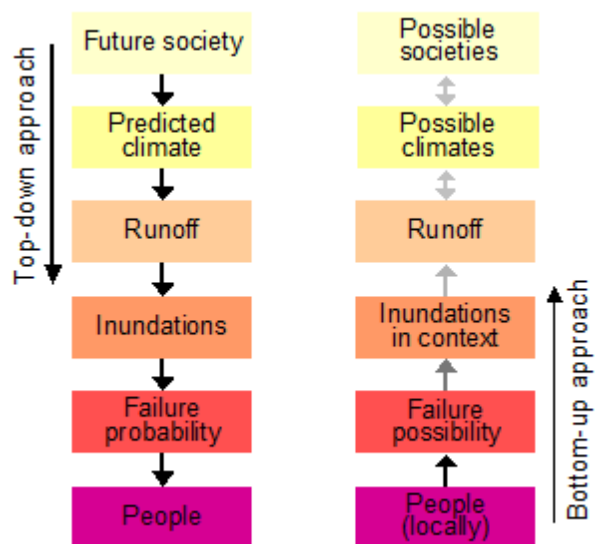 Top-down approach
Future society
Predicted
climate
Runoff
Inundations
Failure
probability
People
Possible
societies
Possible
climates
Runoff
Inundations
in context
Failure
possibility
People
(locally)
Bottom-up approach